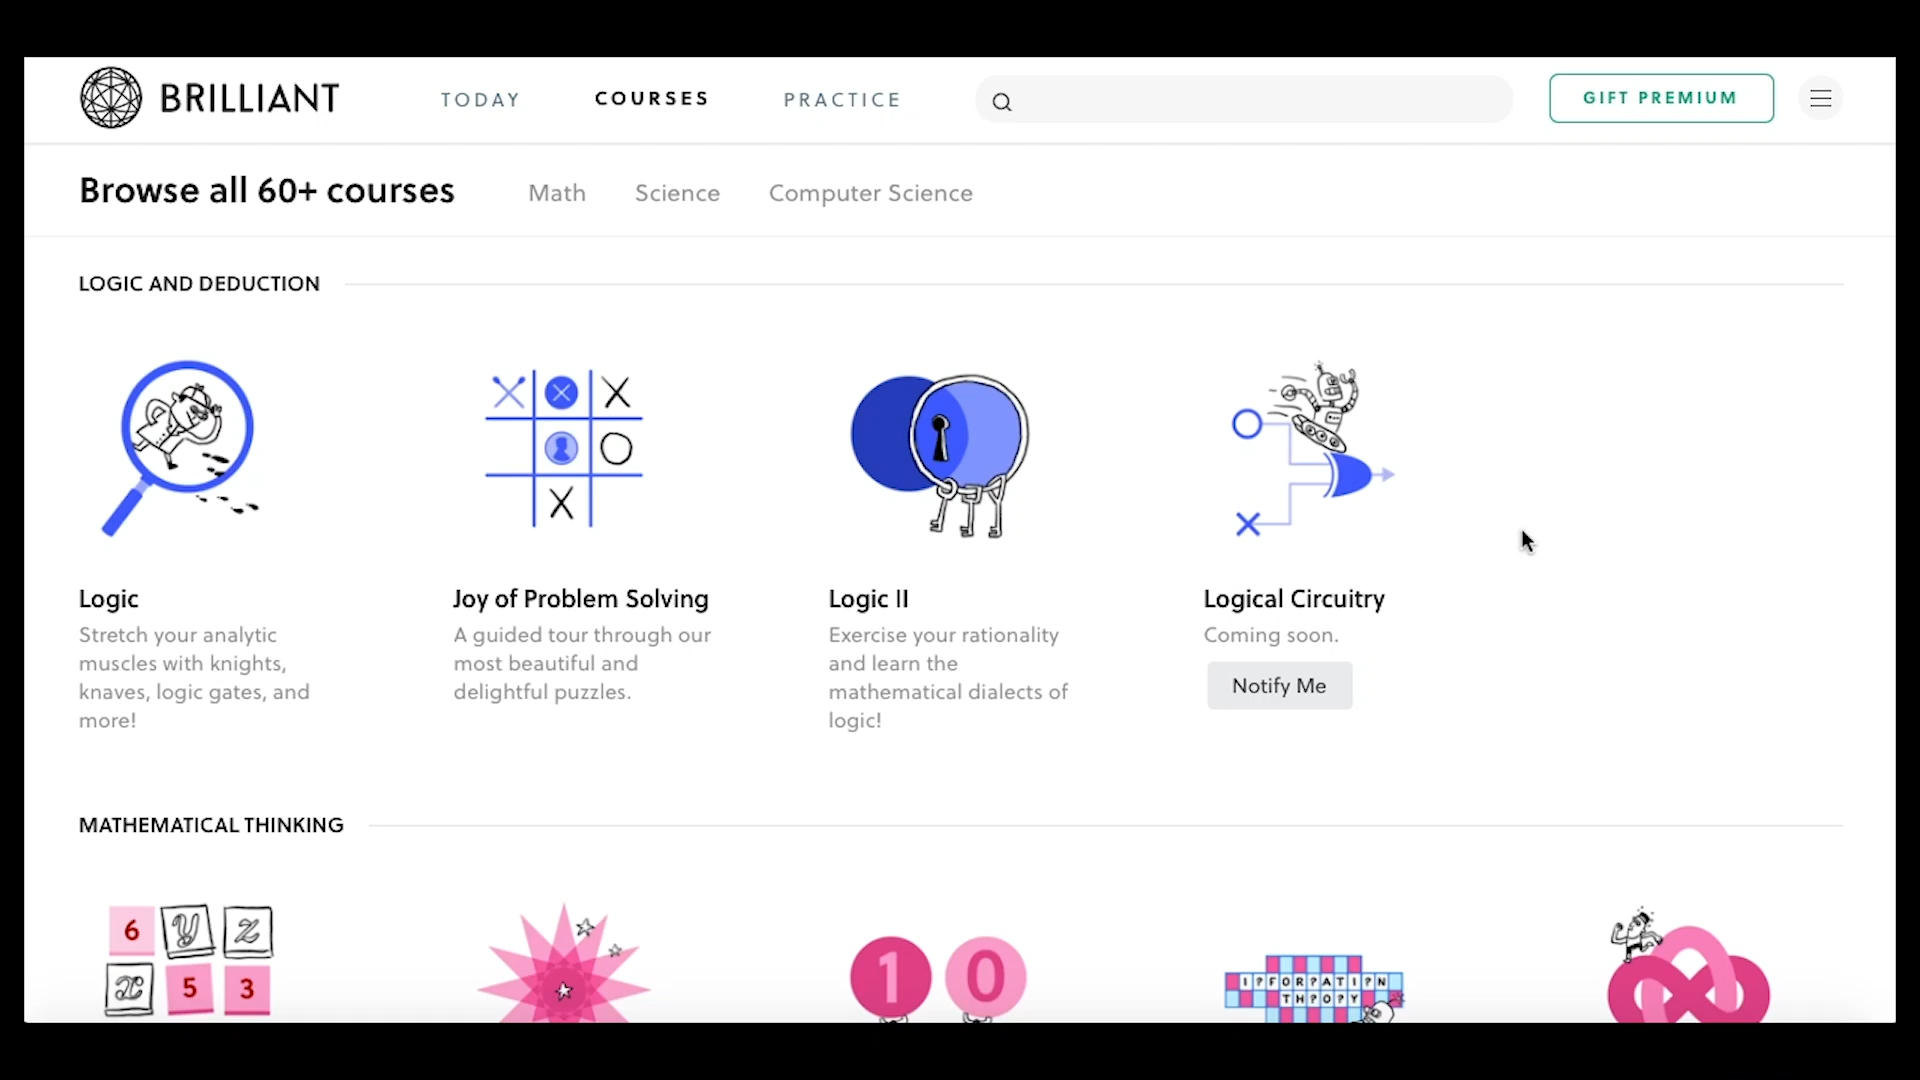 BRILLIANT
TODAY
COURSES
PRACTICE
GIFT PREMIUM
Browse all 60+ courses
Math
Science
Computer Science
LOGIC AND DEDUCTION
Logic
Stretch your analytic
muscles with knights,
knaves, logic gates, and
more!
Joy of Problem Solving
A guided tour through our
most beautiful and
delightful puzzles.
Logic II
Exercise your rationality
and learn the
mathematical dialects of
logic!
Logical Circuitry
Coming soon.
Notify Me
MATHEMATICAL THINKING
6 y z
x 5 3
1 0
I?FORPATI?N
TH?O?Y